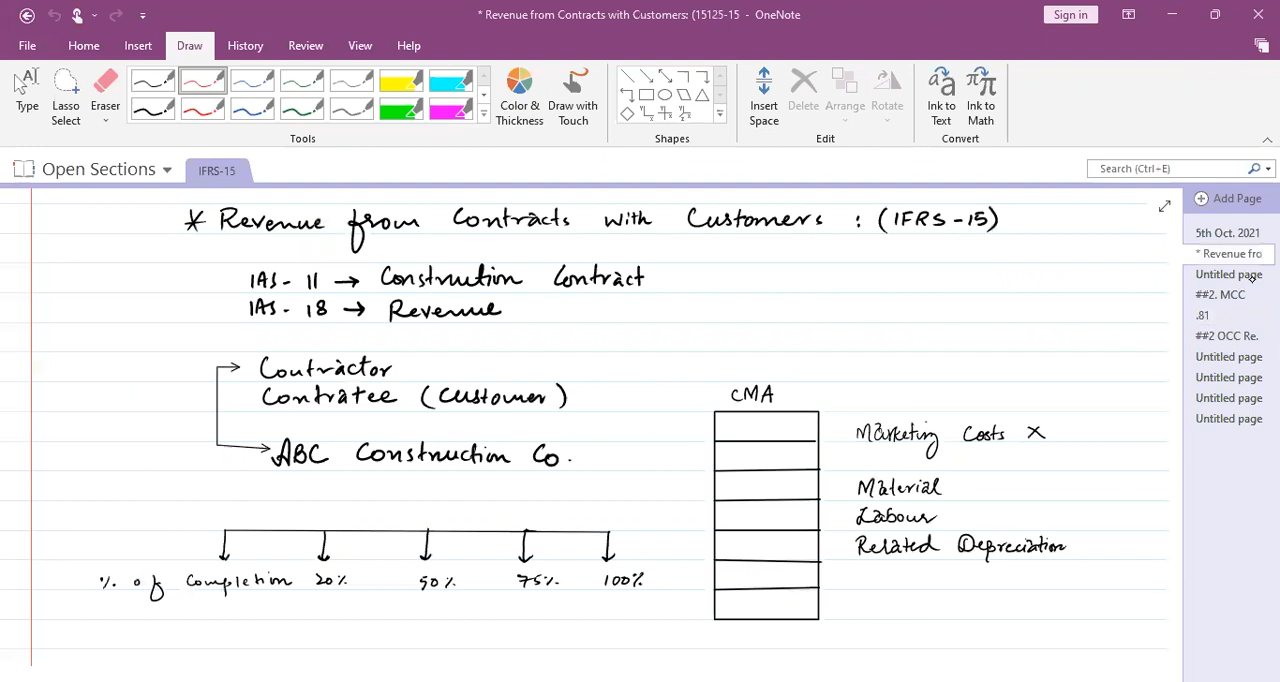 * Revenue from Contracts with Customers: (15125-15 - OneNote
Sign in
File Home Insert Draw History Review View Help
Type
Lasso Select
Eraser
Color & Thickness
Draw with Touch
Insert Space
Delete
Arrange
Rotate
Ink to Text
Ink to Math
Tools
Shapes
Edit
Convert
Open Sections
IFRS-15
Search (Ctrl+E)
* Revenue from Contracts with Customers : (IFRS-15)
IAS - 11 → Construction Contract
IAS - 18 → Revenue
Contractor
Contratee (Customer)
ABC Construction Co.
% of Completion 20% 50% 75% 100%
CMA
Marketing Costs X
Material
Labour
Related Depreciation
Add Page
5th Oct. 2021
* Revenue fro
Untitled page
##2. MCC
.81
##2 OCC Re.
Untitled page
Untitled page
Untitled page
Untitled page